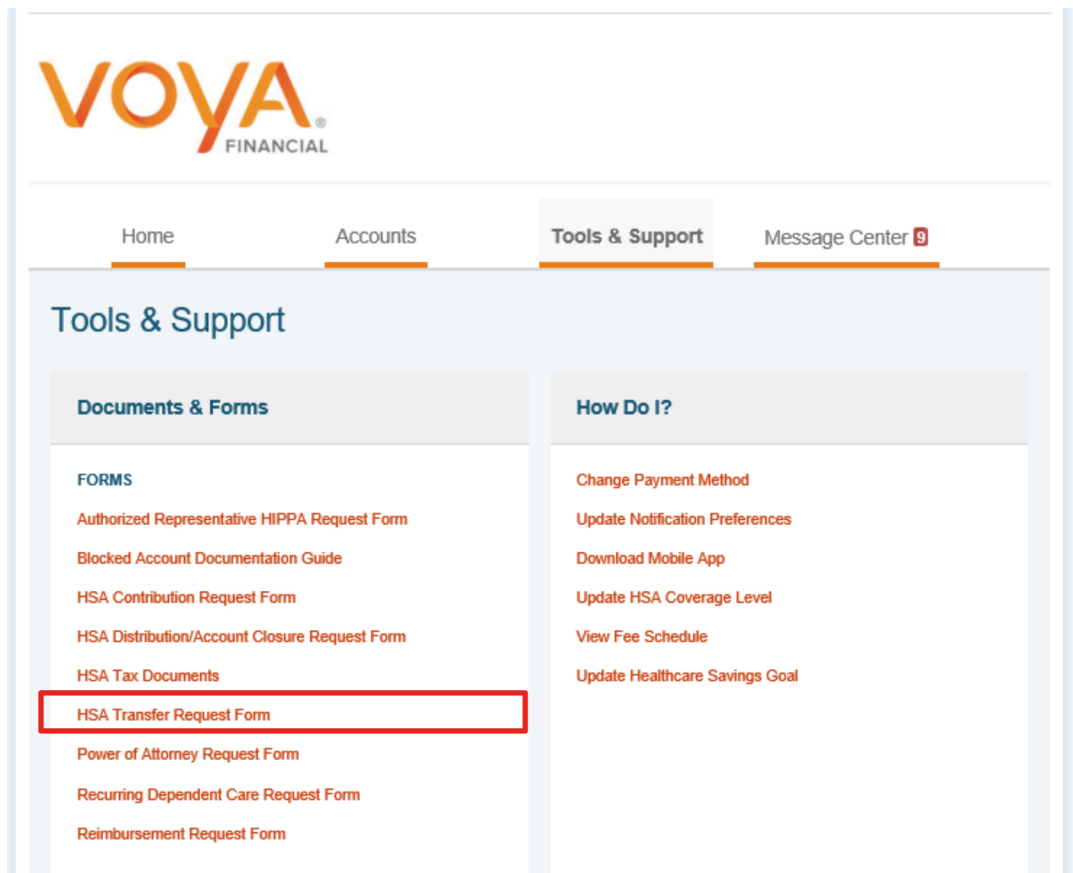 VOYA®
FINANCIAL
Home Accounts Tools & Support Message Center 9
Tools & Support
Documents & Forms
FORMS
Authorized Representative HIPPA Request Form
Blocked Account Documentation Guide
HSA Contribution Request Form
HSA Distribution/Account Closure Request Form
HSA Tax Documents
HSA Transfer Request Form
Power of Attorney Request Form
Recurring Dependent Care Request Form
Reimbursement Request Form
How Do I?
Change Payment Method
Update Notification Preferences
Download Mobile App
Update HSA Coverage Level
View Fee Schedule
Update Healthcare Savings Goal